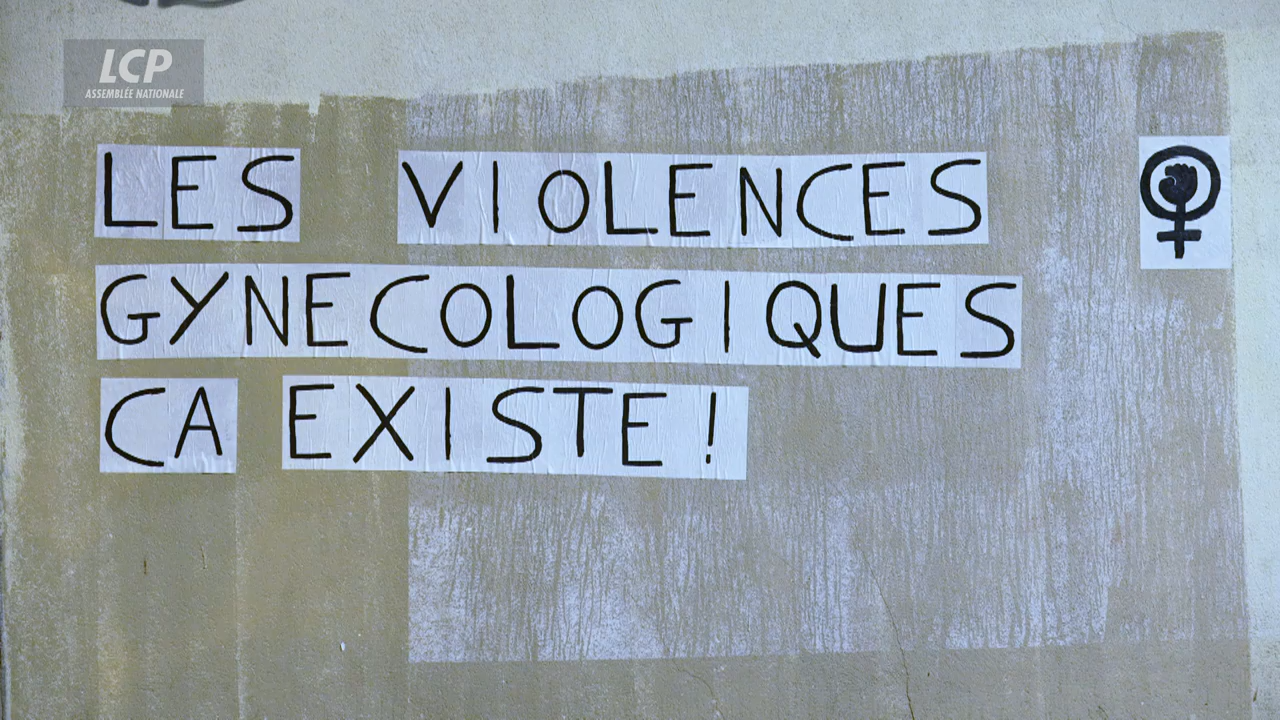 LCP
ASSEMBLÉE NATIONALE
LES VIOLENCES
GYNECOLOGIQUES
CA EXISTE !